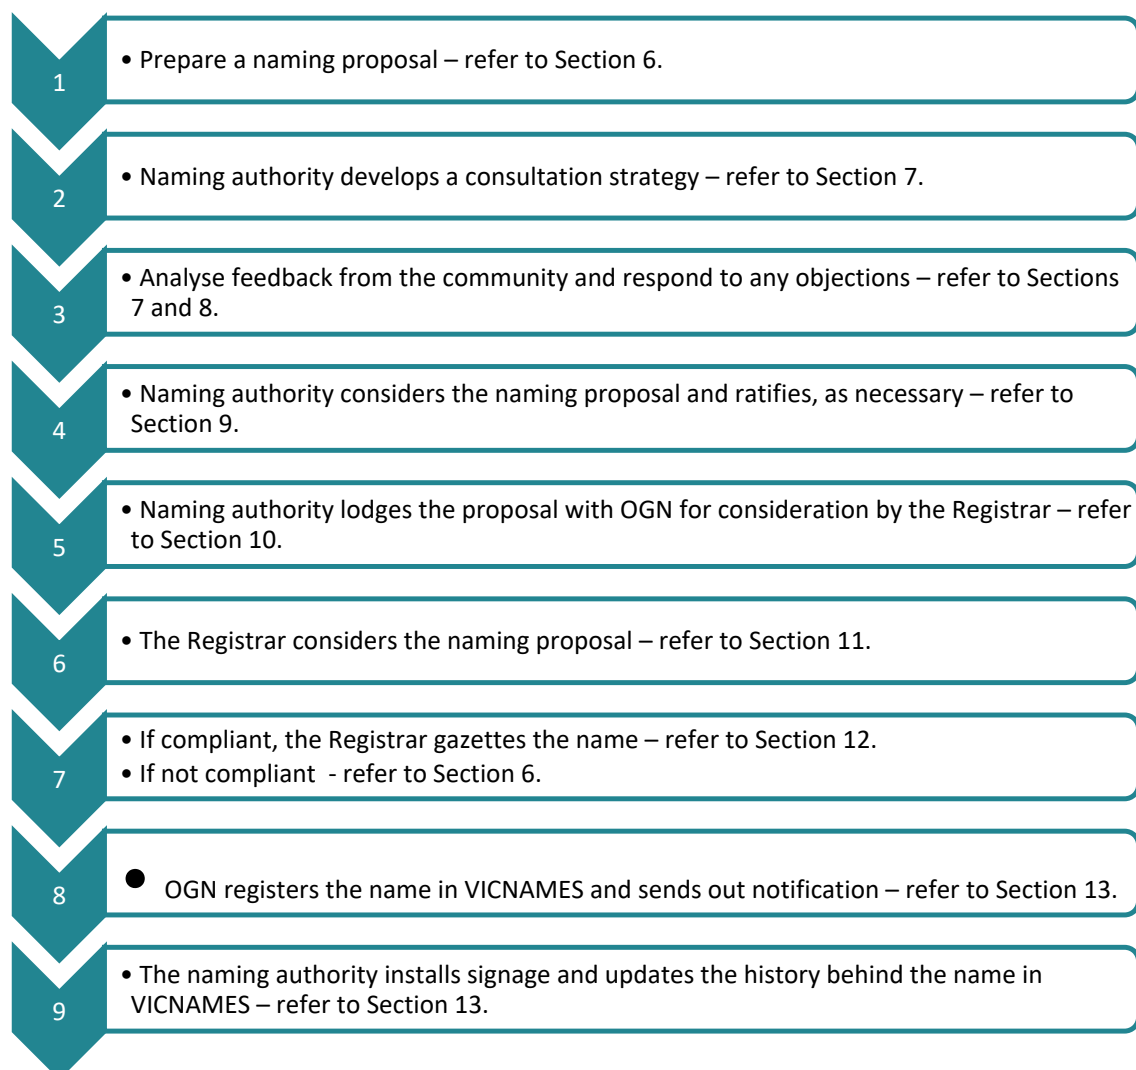 1
• Prepare a naming proposal – refer to Section 6.
2
• Naming authority develops a consultation strategy – refer to Section 7.
3
• Analyse feedback from the community and respond to any objections – refer to Sections
7 and 8.
4
• Naming authority considers the naming proposal and ratifies, as necessary – refer to
Section 9.
5
• Naming authority lodges the proposal with OGN for consideration by the Registrar – refer
to Section 10.
6
• The Registrar considers the naming proposal – refer to Section 11.
7
• If compliant, the Registrar gazettes the name – refer to Section 12.
• If not compliant - refer to Section 6.
8
• OGN registers the name in VICNAMES and sends out notification – refer to Section 13.
9
• The naming authority installs signage and updates the history behind the name in
VICNAMES – refer to Section 13.